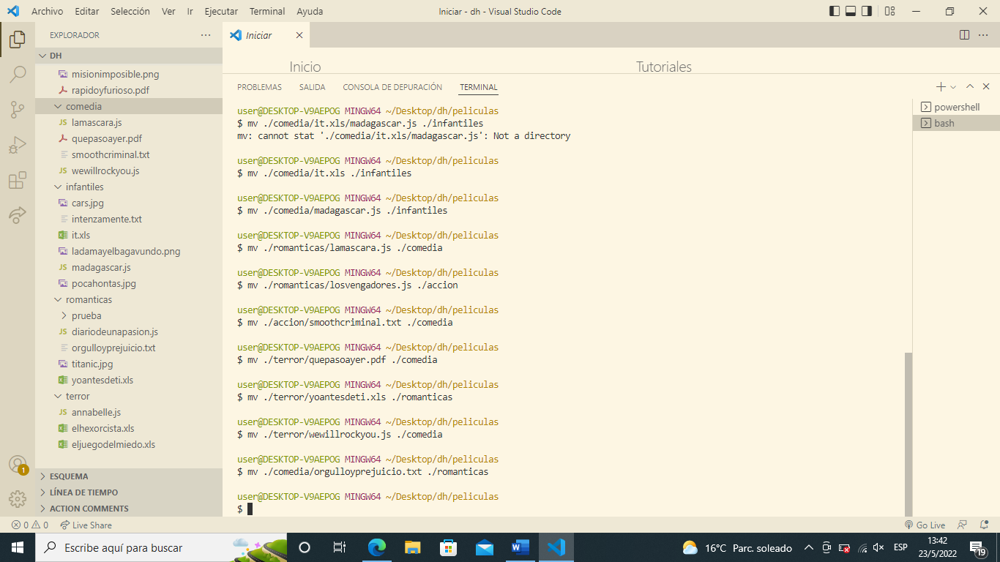 Archivo Editar Selección Ver Ir Ejecutar Terminal Ayuda
Iniciar - dh - Visual Studio Code
EXPLORADOR
DH
misionimposible.png
rapidoyfurioso.pdf
comedia
JS lamascara.js
quepasoayer.pdf
smoothcriminal.txt
JS wewillrockyou.js
infantiles
cars.jpg
intenzamente.txt
it.xls
ladamayelbagavundo.png
JS madagascar.js
pocahontas.jpg
romanticas
prueba
JS diariodeunapasion.js
orgulloyprejuicio.txt
titanic.jpg
yoantesdeti.xls
terror
JS annabelle.js
elhexorcista.xls
eljuegodelmiedo.xls
ESQUEMA
LÍNEA DE TIEMPO
ACTION COMMENTS
1
Iniciar
Inicio
Tutoriales
PROBLEMAS SALIDA CONSOLA DE DEPURACIÓN TERMINAL
user@DESKTOP-V9AEPOG MINGW64 ~/Desktop/dh/peliculas
$ mv ./comedia/it.xls/madagascar.js ./infantiles
mv: cannot stat './comedia/it.xls/madagascar.js': Not a directory
user@DESKTOP-V9AEPOG MINGW64 ~/Desktop/dh/peliculas
$ mv ./comedia/it.xls ./infantiles
user@DESKTOP-V9AEPOG MINGW64 ~/Desktop/dh/peliculas
$ mv ./comedia/madagascar.js ./infantiles
user@DESKTOP-V9AEPOG MINGW64 ~/Desktop/dh/peliculas
$ mv ./romanticas/lamascara.js ./comedia
user@DESKTOP-V9AEPOG MINGW64 ~/Desktop/dh/peliculas
$ mv ./romanticas/losvengadores.js ./accion
user@DESKTOP-V9AEPOG MINGW64 ~/Desktop/dh/peliculas
$ mv ./accion/smoothcriminal.txt ./comedia
user@DESKTOP-V9AEPOG MINGW64 ~/Desktop/dh/peliculas
$ mv ./terror/quepasoayer.pdf ./comedia
user@DESKTOP-V9AEPOG MINGW64 ~/Desktop/dh/peliculas
$ mv ./terror/yoantesdeti.xls ./romanticas
user@DESKTOP-V9AEPOG MINGW64 ~/Desktop/dh/peliculas
$ mv ./terror/wewillrockyou.js ./comedia
user@DESKTOP-V9AEPOG MINGW64 ~/Desktop/dh/peliculas
$ mv ./comedia/orgulloyprejuicio.txt ./romanticas
user@DESKTOP-V9AEPOG MINGW64 ~/Desktop/dh/peliculas
$
powershell
bash
0 0 Live Share
Go Live
Escribe aquí para buscar
16°C Parc. soleado
ESP
13:42
23/5/2022
19